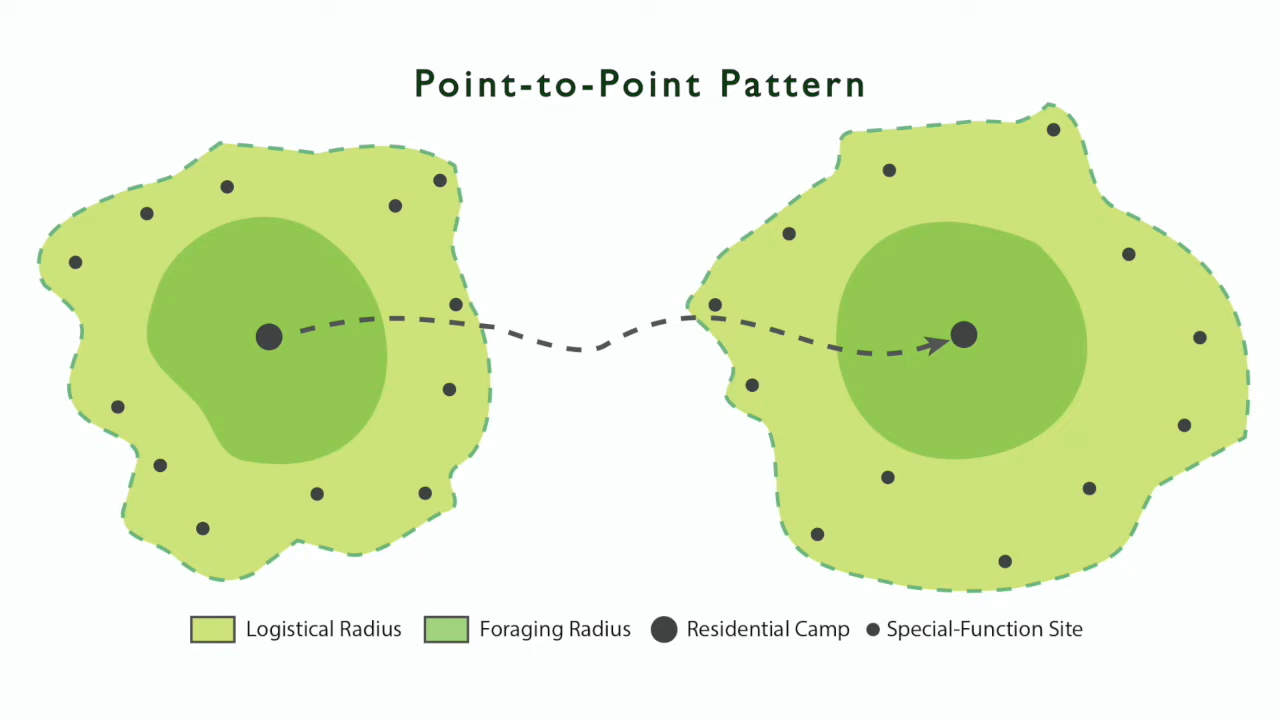 Point-to-Point Pattern
Logistical Radius Foraging Radius Residential Camp Special-Function Site